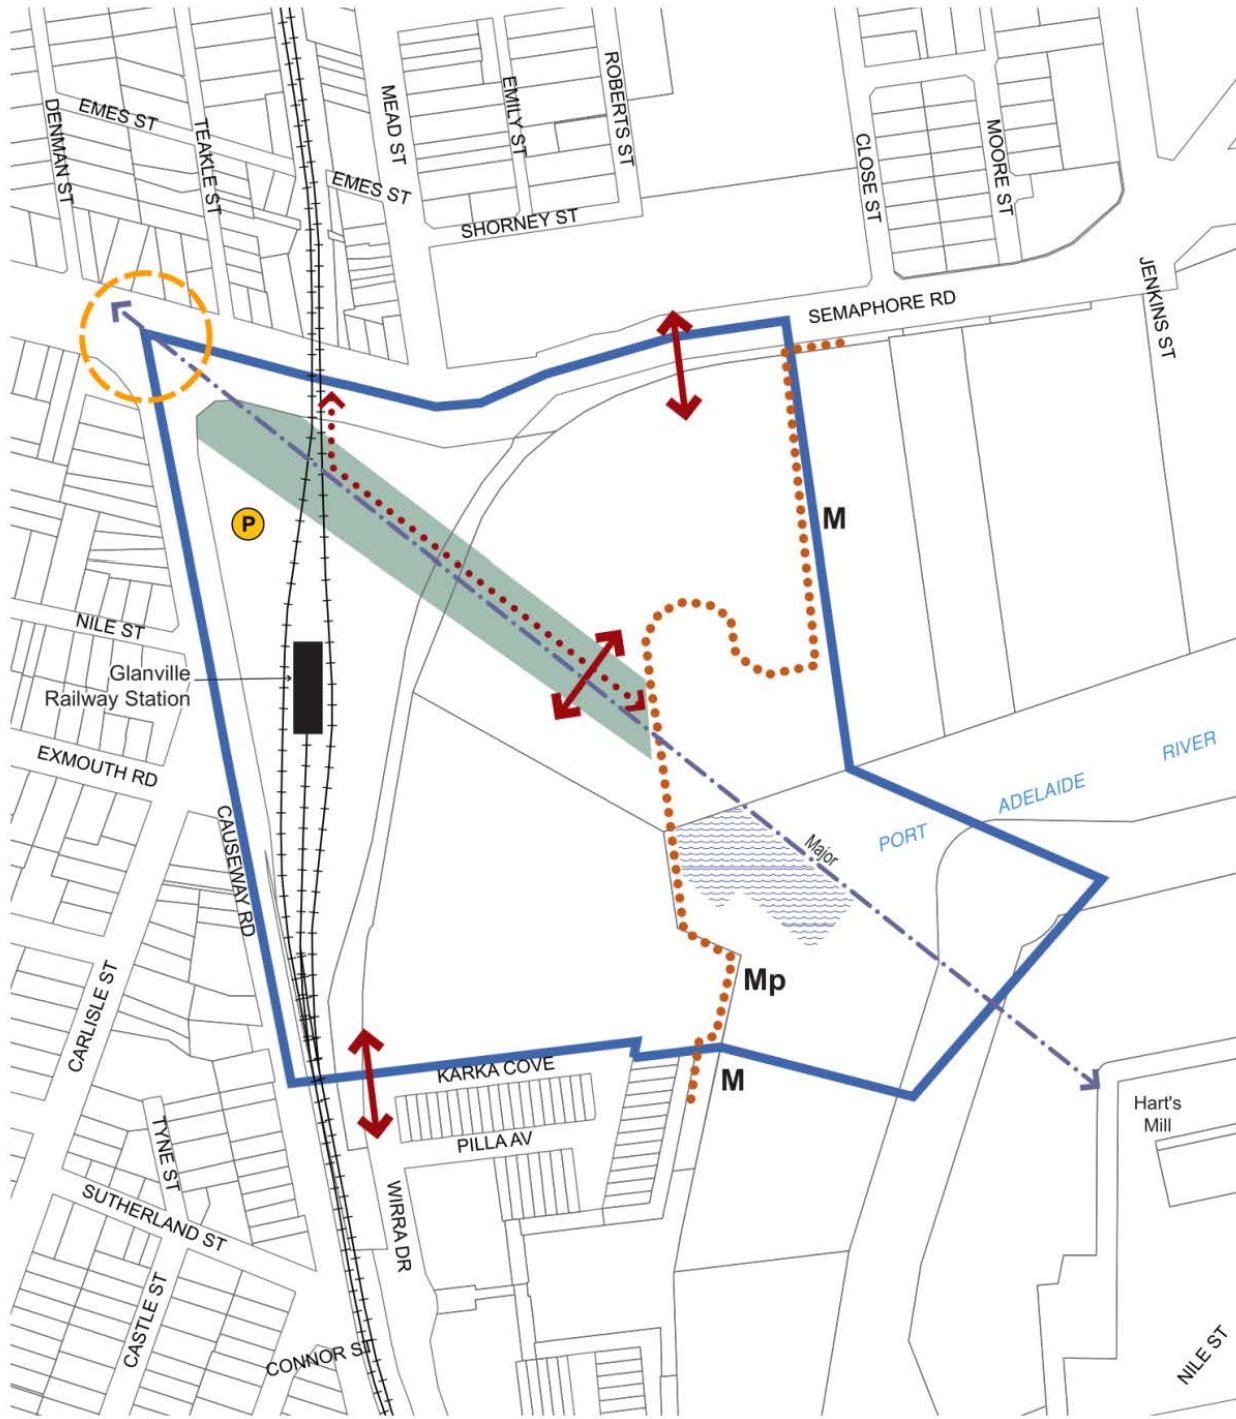 EMES ST
DENMAN ST
TEAKLE ST
MEAD ST
EMILY ST
ROBERTS ST
EMES ST
SHORNEY ST
CLOSE ST
MOORE ST
JENKINS ST
SEMAPHORE RD
P
M
NILE ST
Glanville
Railway Station
EXMOUTH RD
CAUSEWAY RD
RIVER
ADELAIDE
PORT
Major
CARLISLE ST
Mp
KARKA COVE
M
Hart's
Mill
PILLA AV
TYNE ST
WIRRA DR
SUTHERLAND ST
CASTLE ST
CONNOR ST
NILE ST